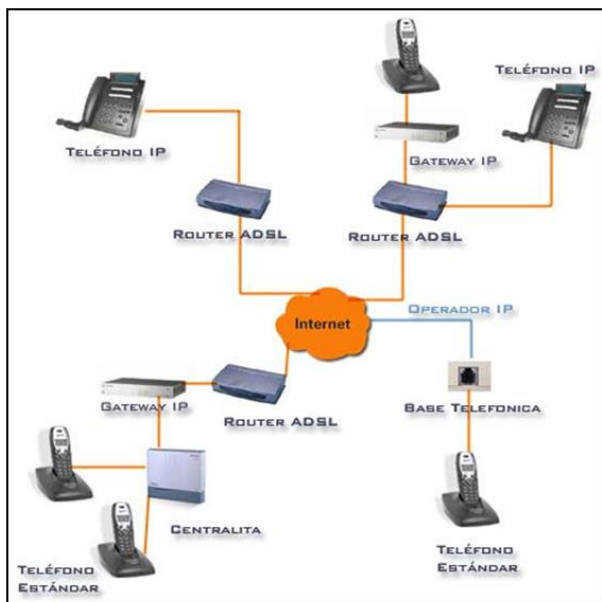 TELÉFONO IP
TELÉFONO IP
GATEWAY IP
ROUTER ADSL
ROUTER ADSL
OPERADOR IP
Internet
GATEWAY IP
ROUTER ADSL
BASE TELEFONICA
CENTRALITA
TELÉFONO
ESTÁNDAR
TELÉFONO
ESTÁNDAR